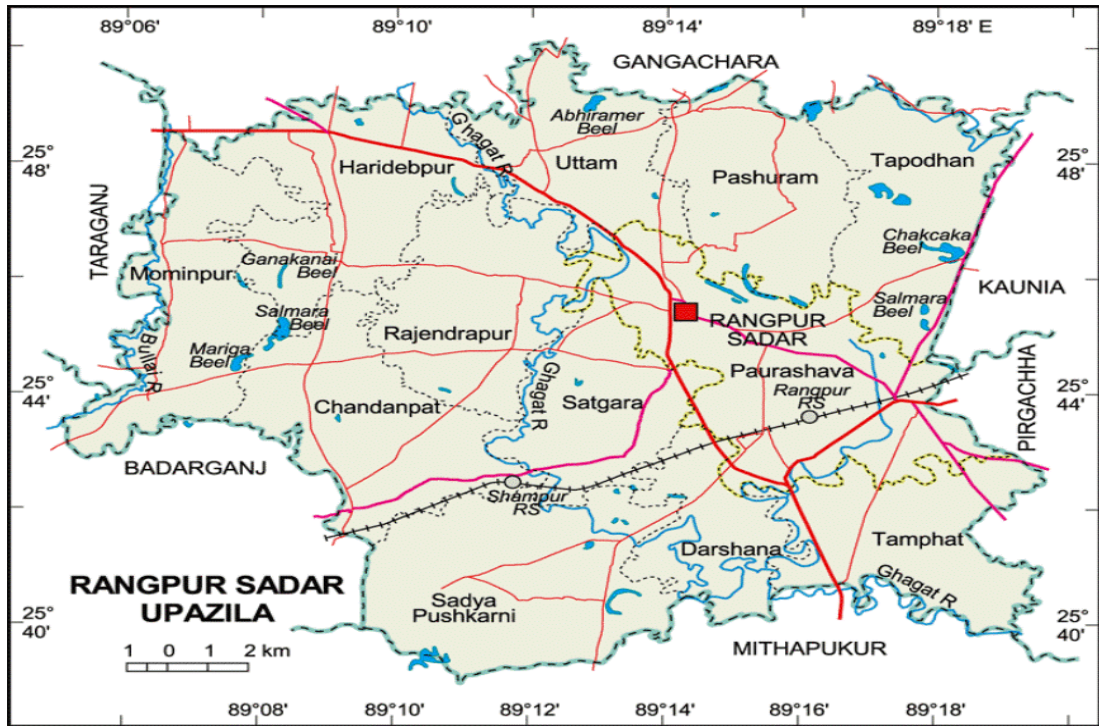 89°06' 89°10' 89°14' 89°18' E
GANGACHARA
Abhiramer
Beel
Ghagat R
Uttam
Tapodhan
25°
48'
25°
48'
Haridebpur
Pashuram
TARAGANJ
Chakcaka
Beel
Ganakanai
Beel
Mominpur
KAUNIA
Salmara
Beel
Salmara
Beel
RANGPUR
SADAR
Rajendrapur
Mariga
Beel
Bullai R
Ghagat R
Paurashava
Rangpur
RS
25°
44'
25°
44'
PIRGACHHA
Chandanpat
Satgara
BADARGANJ
Shampur
RS
Darshana
Tamphat
Ghagat R
RANGPUR SADAR
UPAZILA
Sadya
Pushkarni
25°
40'
25°
40'
MITHAPUKUR
1 0 1 2 km
89°08' 89°10' 89°12' 89°14' 89°16' 89°18'